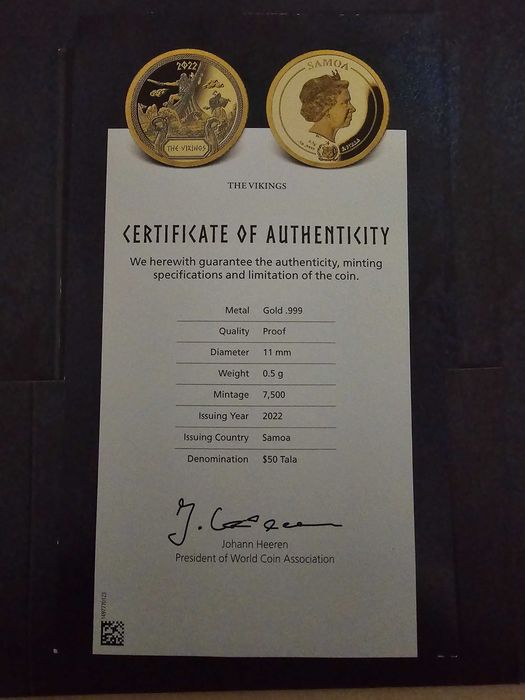 2022
THE VIKINGS
SAMOA
THE VIKINGS
CERTIFICATE OF AUTHENTICITY
We herewith guarantee the authenticity, minting
specifications and limitation of the coin.
Metal Gold .999
Quality Proof
Diameter 11 mm
Weight 0.5 g
Mintage 7,500
Issuing Year 2022
Issuing Country Samoa
Denomination $50 Tala
Johann Heeren
President of World Coin Association